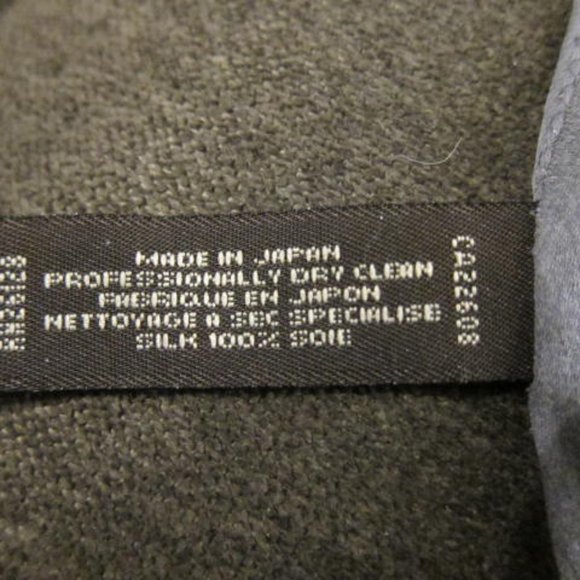 MADE IN JAPAN
PROFESSIONALLY DRY CLEAN
FABRIQUE EN JAPON
NETTOYAGE A SEC SPECIALISE
SILK 100% SOIE
CA22608